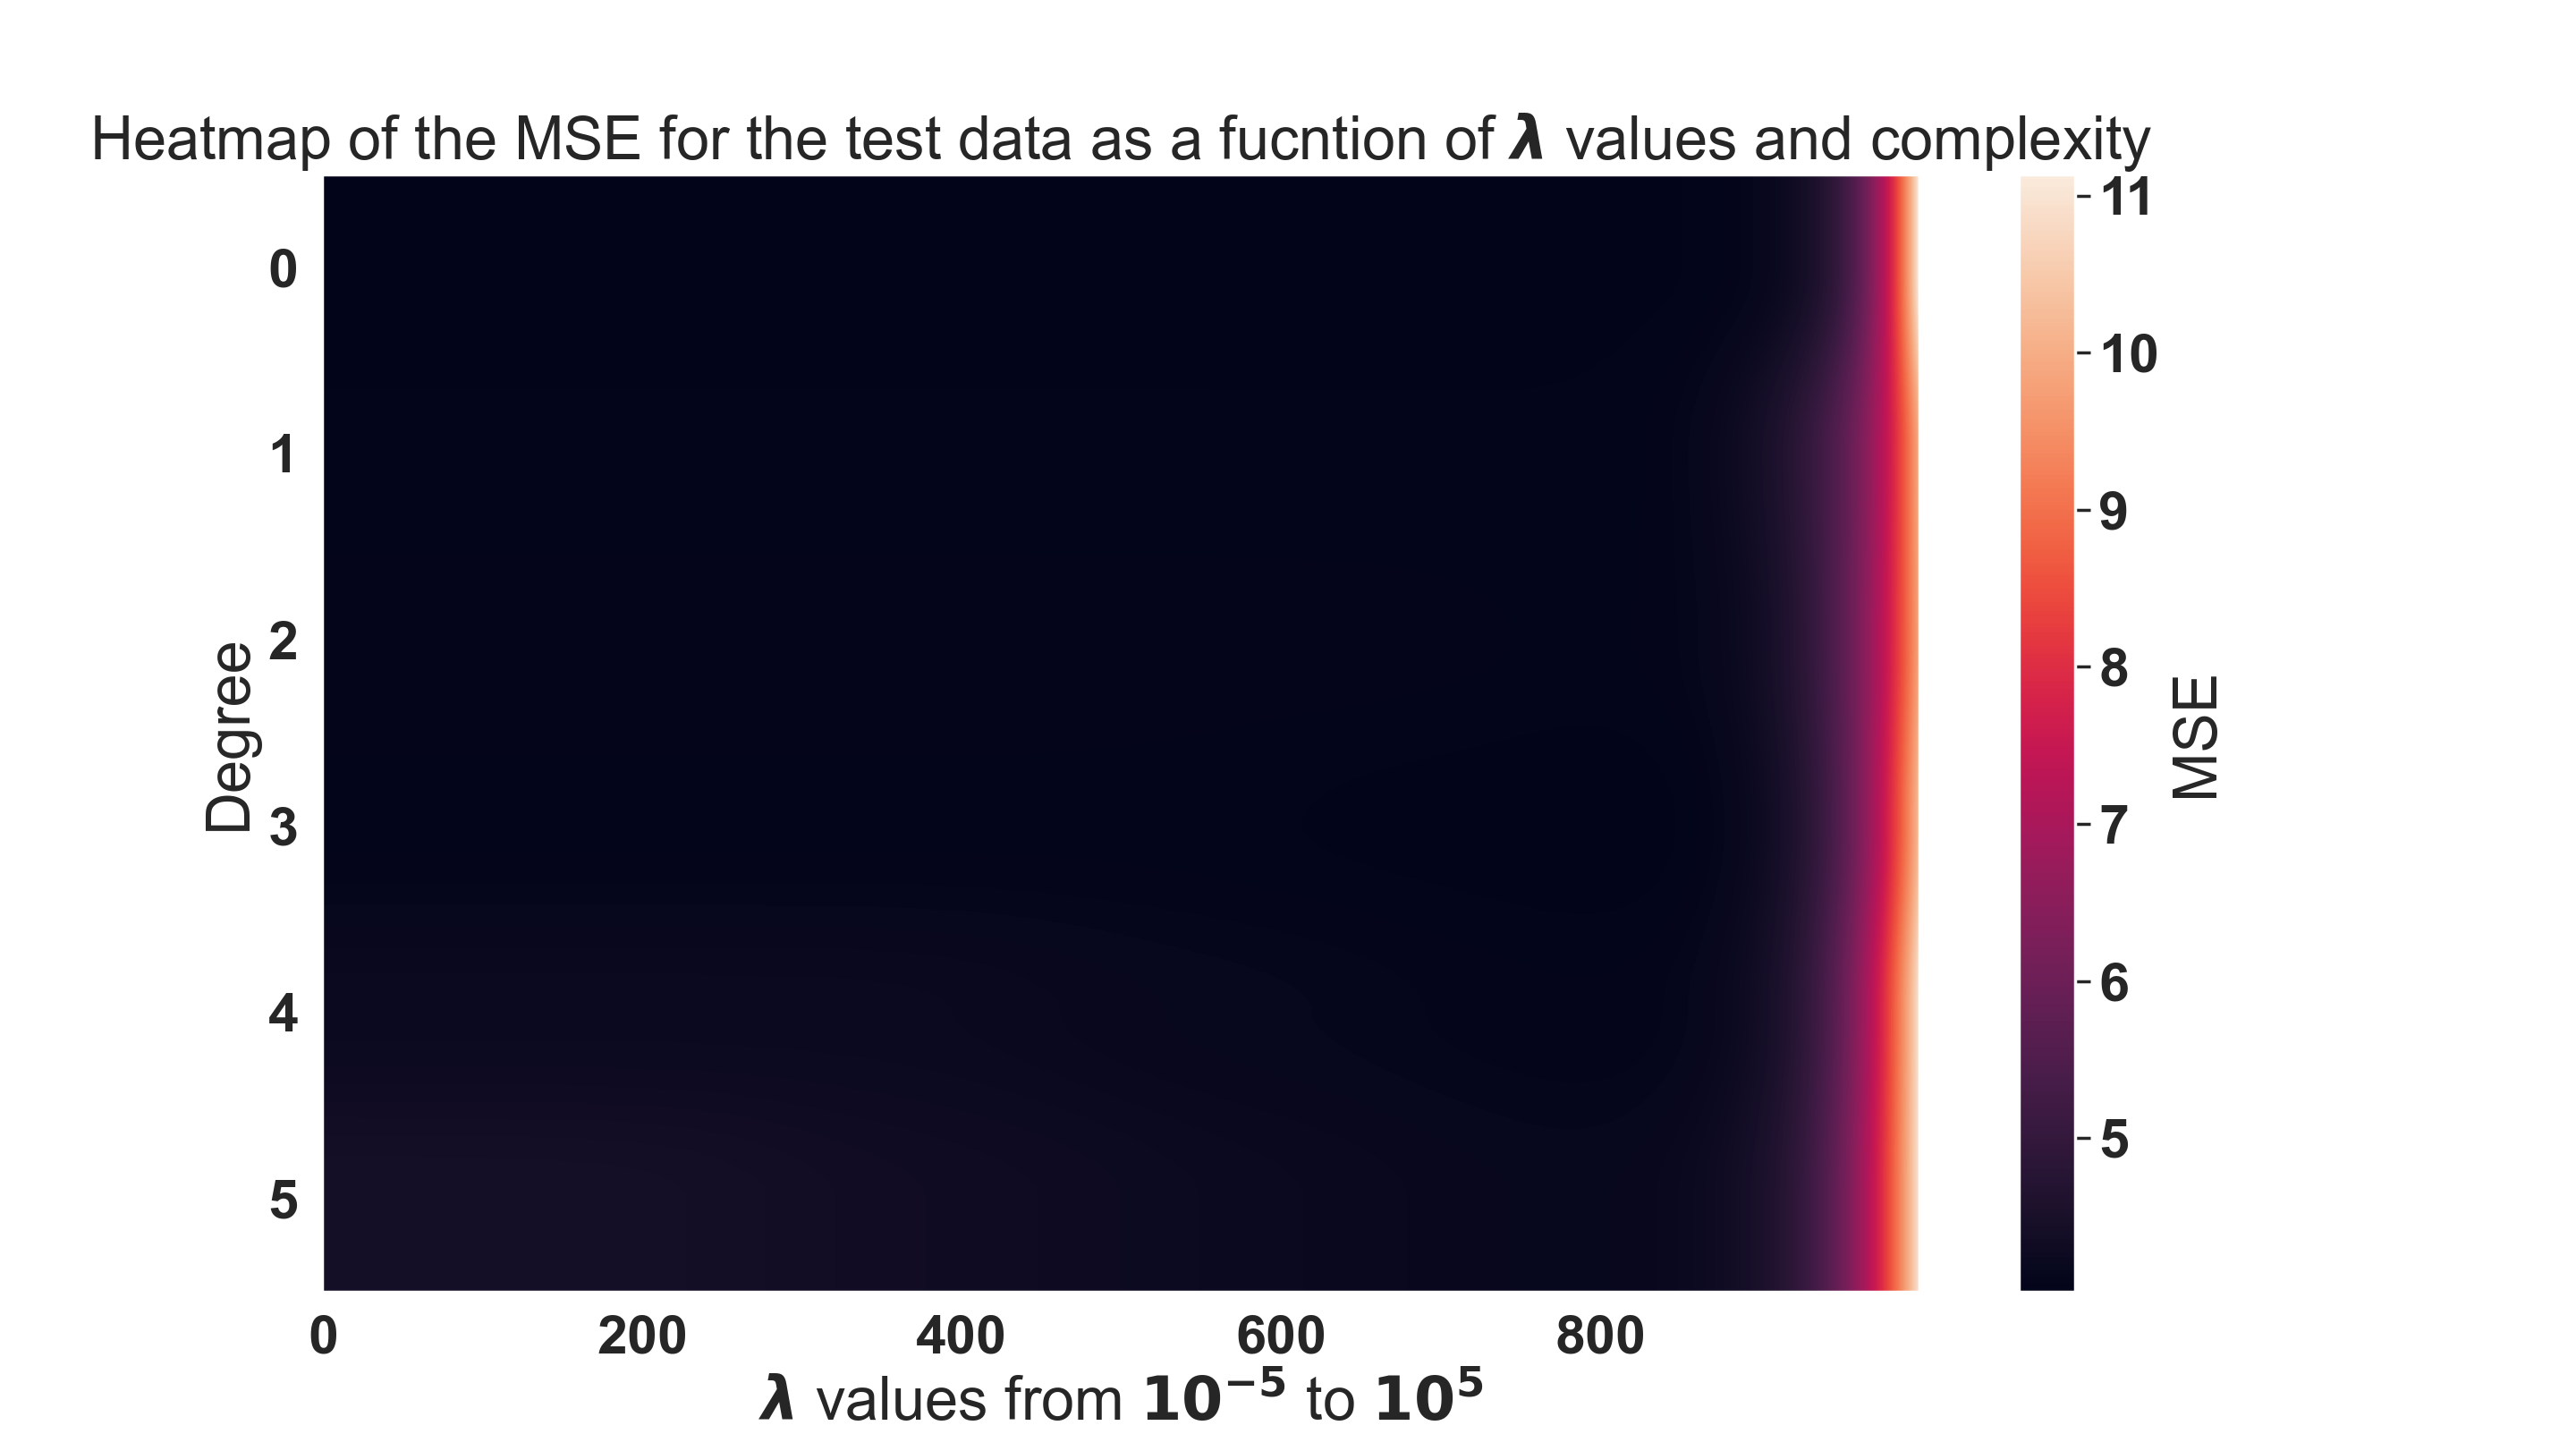 Heatmap of the MSE for the test data as a fucntion of λ values and complexity
Degree
0
1
2
3
4
5
0 200 400 600 800
λ values from 10⁻⁵ to 10⁵
11
10
9
8
7
6
5
MSE